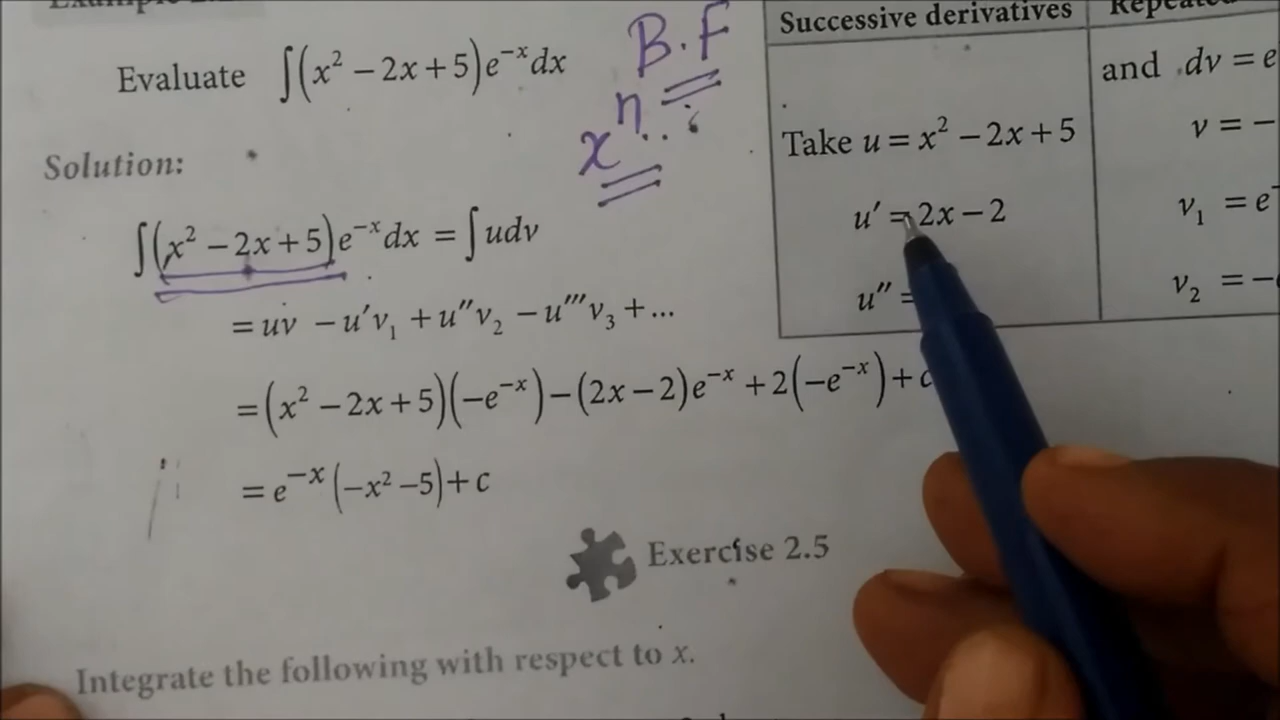 Evaluate ∫(x² − 2x + 5)e⁻ˣdx
B.F
xⁿ
Solution:
∫(x² − 2x + 5)e⁻ˣdx = ∫udv
= uv − u′v₁ + u″v₂ − u‴v₃ + ...
= (x² − 2x + 5)(−e⁻ˣ) − (2x − 2)e⁻ˣ + 2(−e⁻ˣ) + c
= e⁻ˣ(−x² − 5) + c
Successive derivatives
Take u = x² − 2x + 5
u′ = 2x − 2
u″ =
and dv = e
v = −
v₁ = e⁻
v₂ = −
Exercise 2.5
Integrate the following with respect to x.